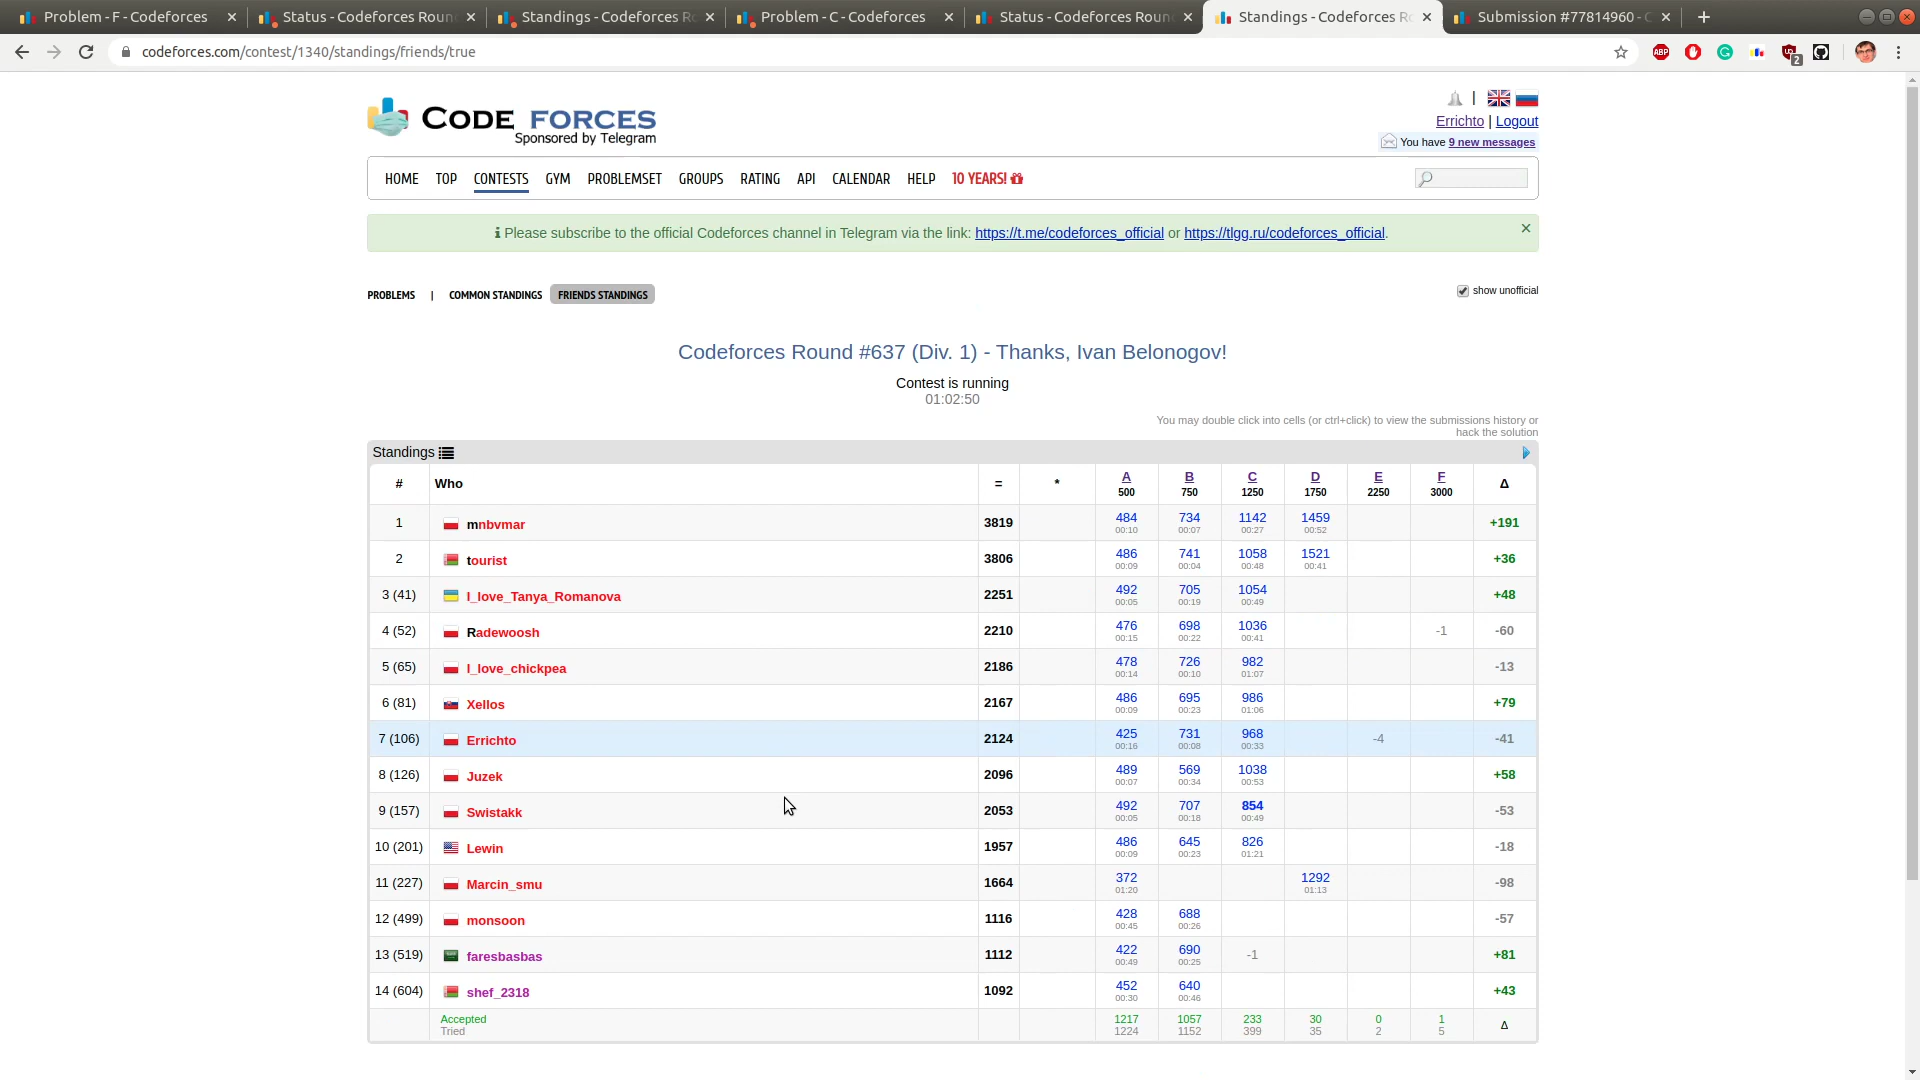 Problem - F - Codeforces
Status - Codeforces Roun
Standings - Codeforces Ro
Problem - C - Codeforces
Status - Codeforces Roun
Standings - Codeforces Ro
Submission #77814960 - C
codeforces.com/contest/1340/standings/friends/true
ABP
2
CODE FORCES
Sponsored by Telegram
Errichto | Logout
You have 9 new messages
HOME TOP CONTESTS GYM PROBLEMSET GROUPS RATING API CALENDAR HELP 10 YEARS!
Please subscribe to the official Codeforces channel in Telegram via the link: https://t.me/codeforces_official or https://tlgg.ru/codeforces_official.
PROBLEMS | COMMON STANDINGS FRIENDS STANDINGS
show unofficial
Codeforces Round #637 (Div. 1) - Thanks, Ivan Belonogov!
Contest is running
01:02:50
You may double click into cells (or ctrl+click) to view the submissions history or
hack the solution
Standings
# Who = * A B C D E F Δ
500 750 1250 1750 2250 3000
1 mnbvmar 3819 484 734 1142 1459 +191
00:10 00:07 00:27 00:52
2 tourist 3806 486 741 1058 1521 +36
00:09 00:04 00:48 00:41
3 (41) I_love_Tanya_Romanova 2251 492 705 1054 +48
00:05 00:19 00:49
4 (52) Radewoosh 2210 476 698 1036 -1 -60
00:15 00:22 00:41
5 (65) I_love_chickpea 2186 478 726 982 -13
00:14 00:10 01:07
6 (81) Xellos 2167 486 695 986 +79
00:09 00:23 01:06
7 (106) Errichto 2124 425 731 968 -4 -41
00:16 00:08 00:33
8 (126) Juzek 2096 489 569 1038 +58
00:07 00:34 00:53
9 (157) Swistakk 2053 492 707 854 -53
00:05 00:18 00:49
10 (201) Lewin 1957 486 645 826 -18
00:09 00:23 01:21
11 (227) Marcin_smu 1664 372 1292 -98
01:20 01:13
12 (499) monsoon 1116 428 688 -57
00:45 00:26
13 (519) faresbasbas 1112 422 690 -1 +81
00:49 00:25
14 (604) shef_2318 1092 452 640 +43
00:30 00:46
Accepted 1217 1057 233 30 0 1 Δ
Tried 1224 1152 399 35 2 5